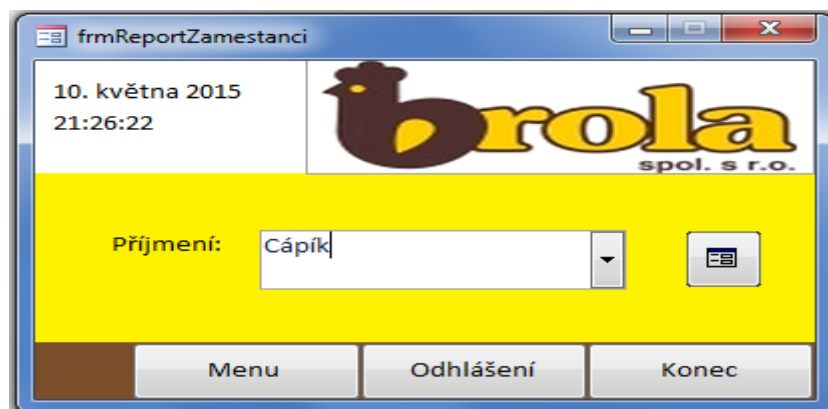 frmReportZamestanci
10. května 2015
21:26:22
brola
spol. s r.o.
Příjmení:
Cápík
Menu
Odhlášení
Konec